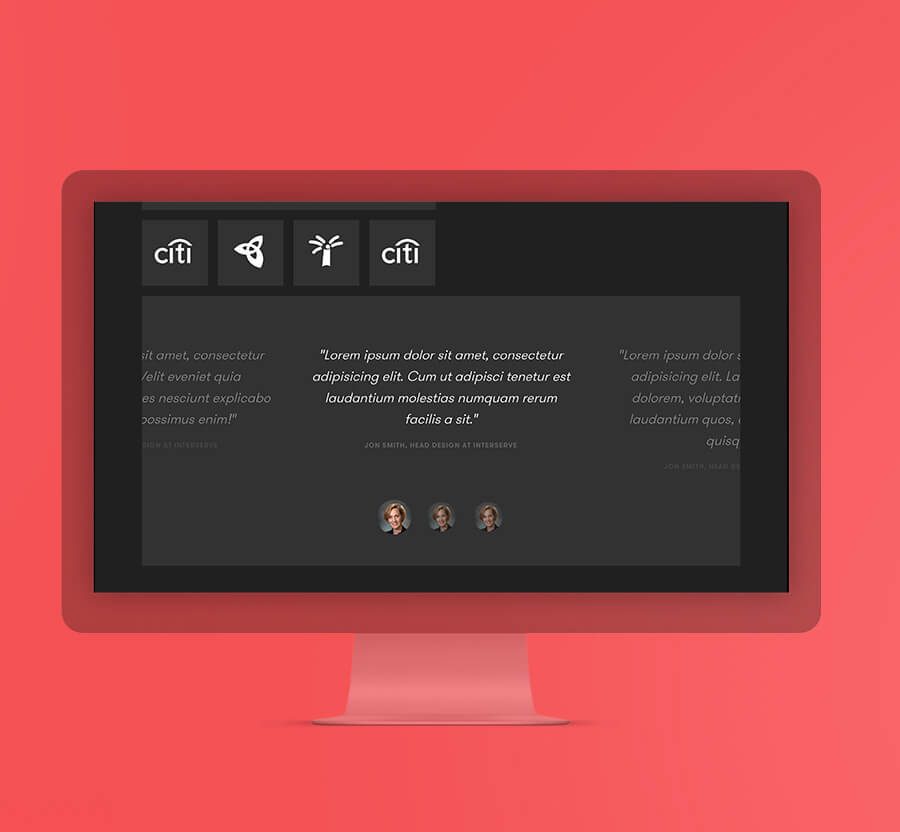 citi
citi
sit amet, consectetur
Velit eveniet quia
es nesciunt explicabo
possimus enim!"
SIGN AT INTERSERVE
"Lorem ipsum dolor sit amet, consectetur
adipisicing elit. Cum ut adipisci tenetur est
laudantium molestias numquam rerum
facilis a sit."
JON SMITH, HEAD DESIGN AT INTERSERVE
"Lorem ipsum dolor s
adipisicing elit. La
dolorem, voluptat
laudantium quos,
quisq
JON SMITH, HEAD DE